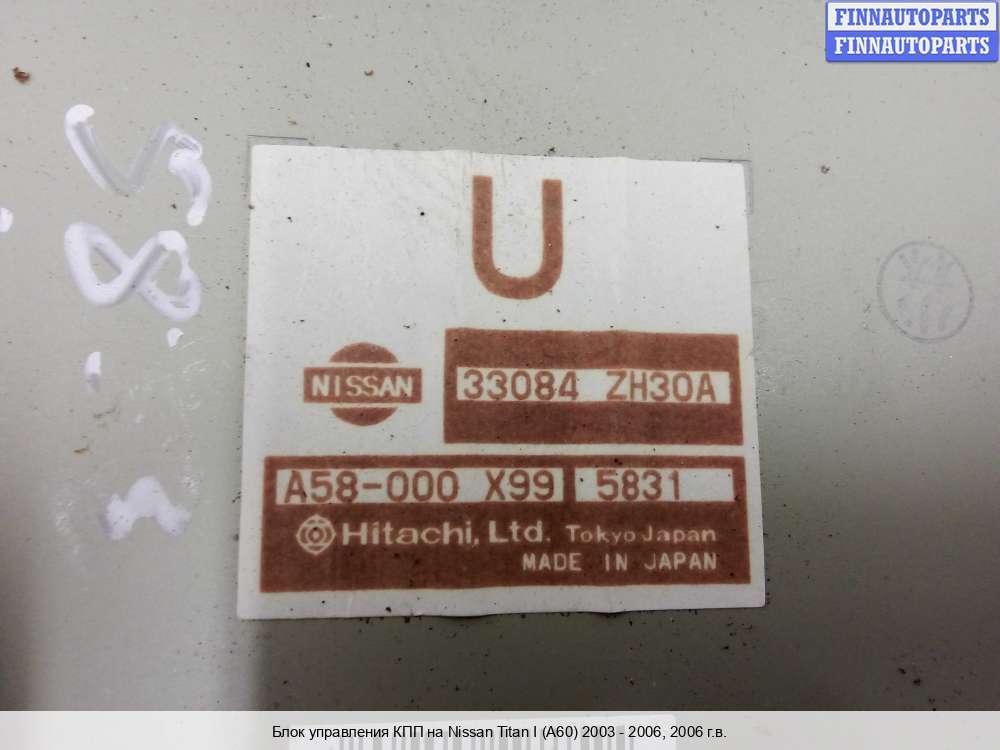 FINNAUTOPARTS
FINNAUTOPARTS
U
NISSAN
33084 ZH30A
A58-000 X99 5831
Hitachi, Ltd. Tokyo Japan
MADE IN JAPAN
Блок управления КПП на Nissan Titan I (A60) 2003 - 2006, 2006 г.в.